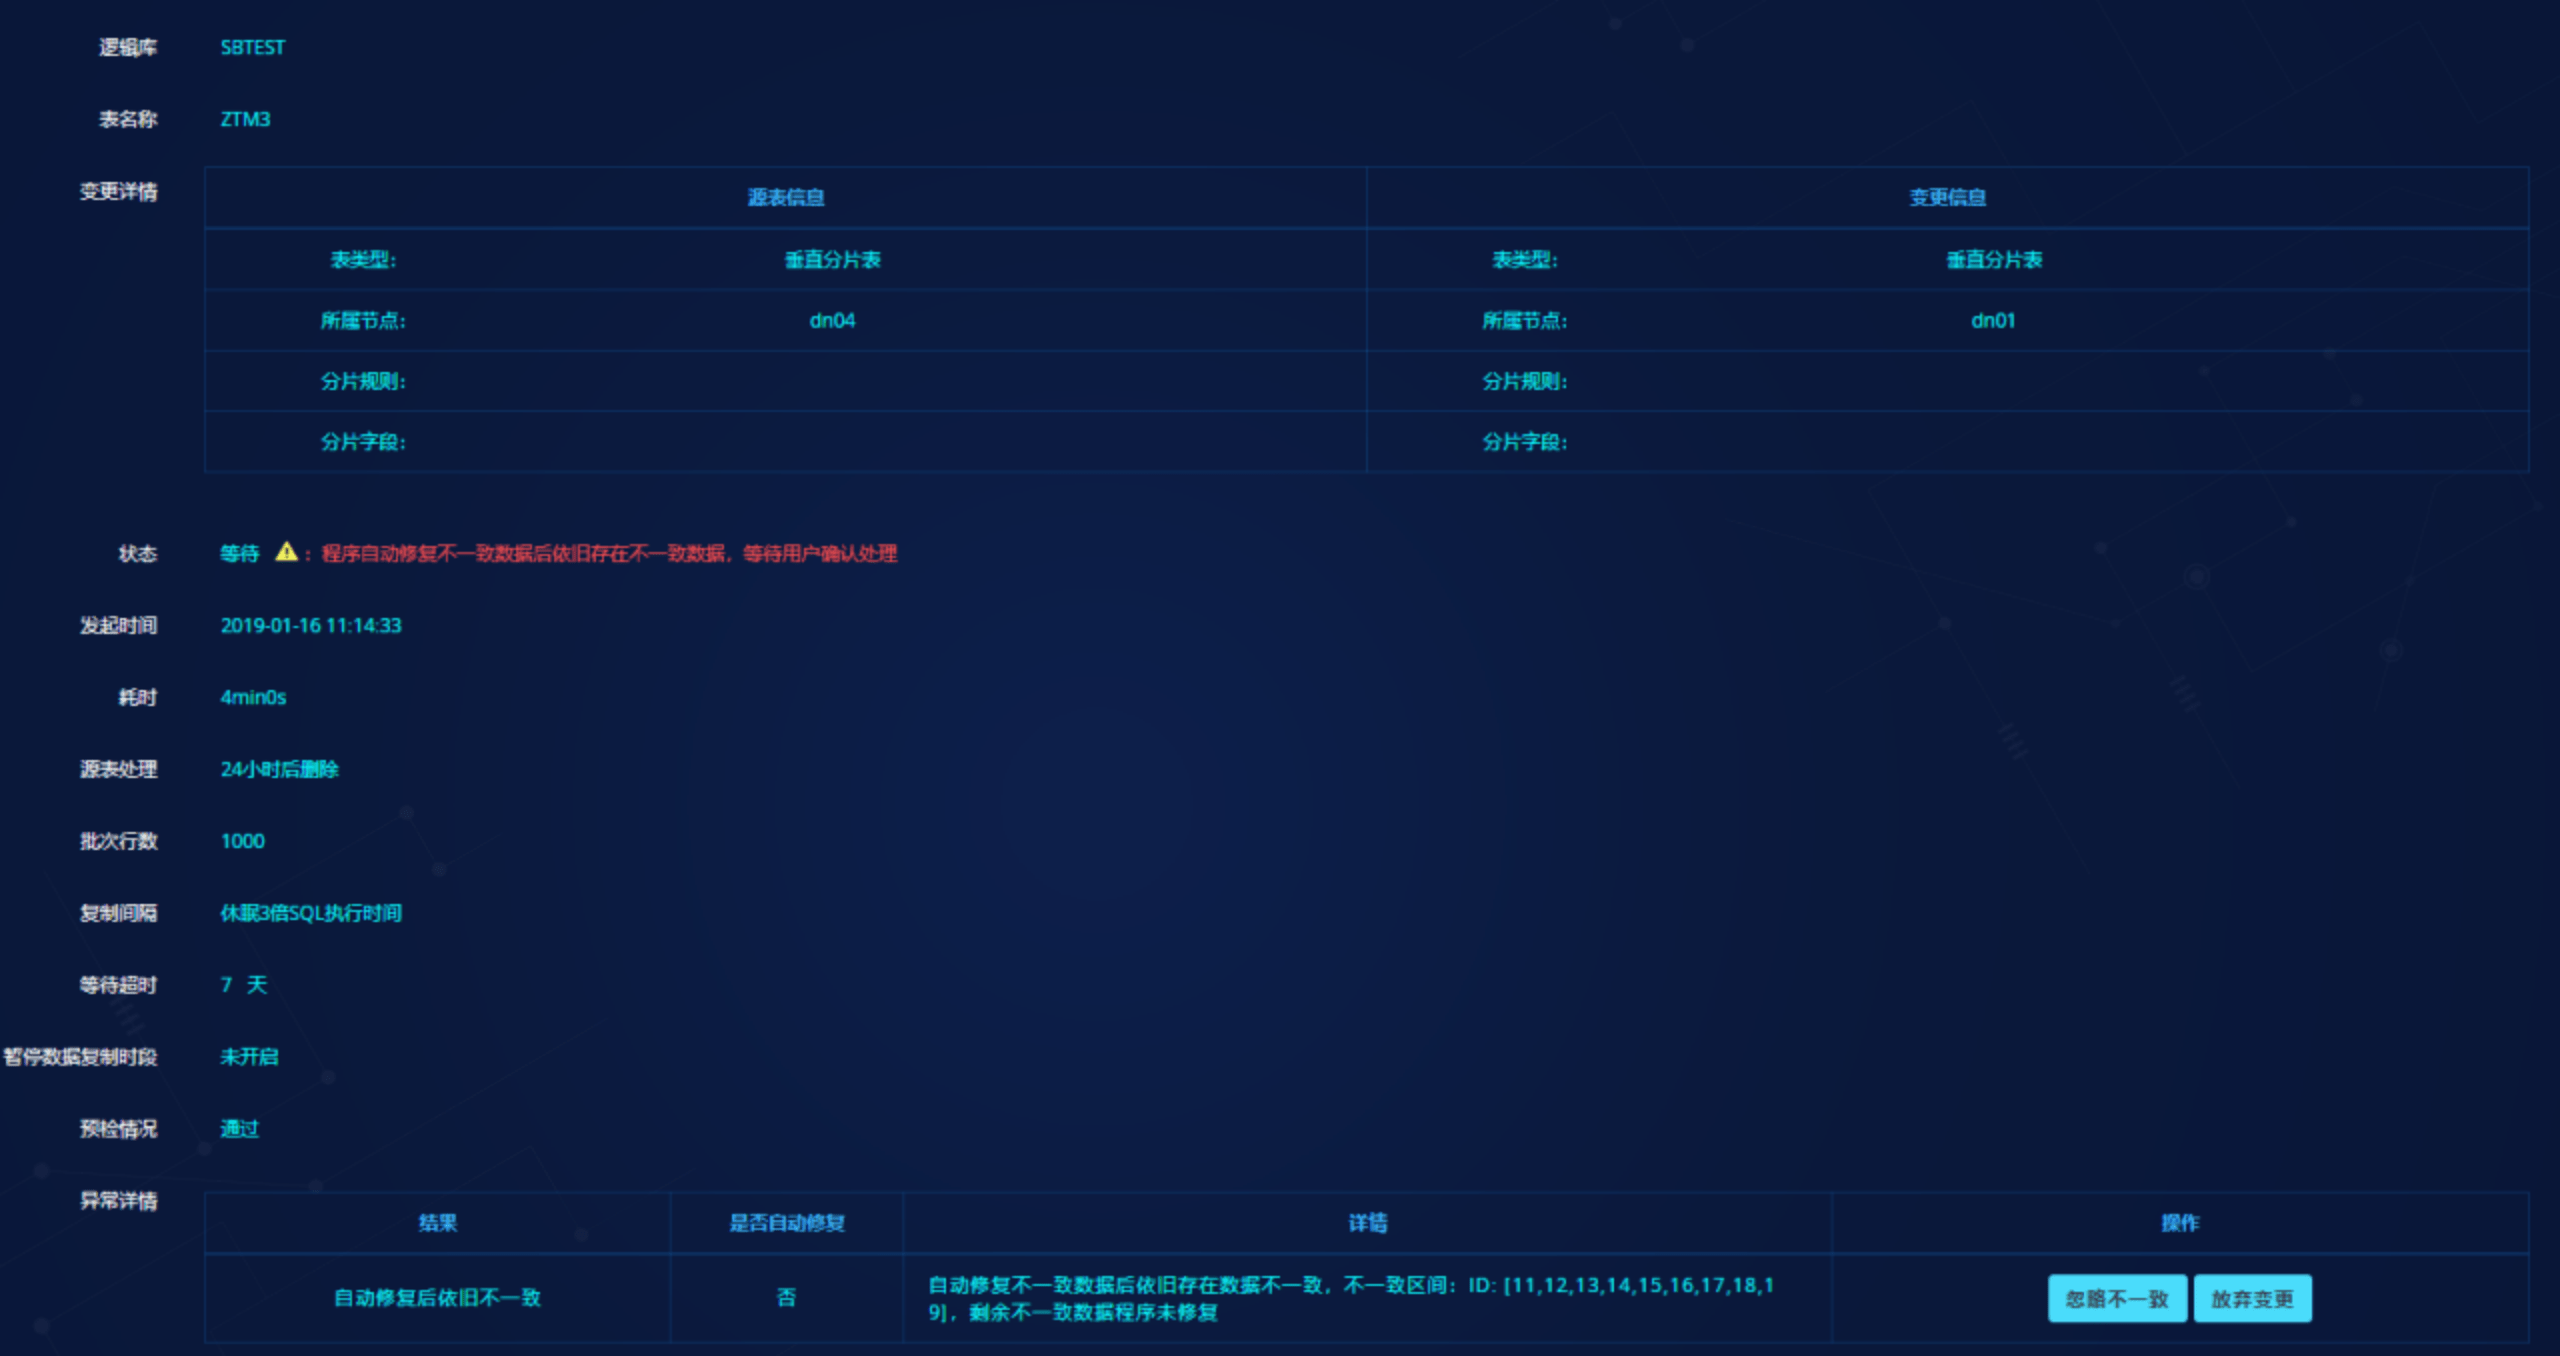 逻辑库 SBTEST
表名称 ZTM3
变更详情
源表信息 变更信息
表类型: 垂直分片表 表类型: 垂直分片表
所属节点: dn04 所属节点: dn01
分片规则: 分片规则:
分片字段: 分片字段:
状态 等待 : 程序自动修复不一致数据后依旧存在不一致数据，等待用户确认处理
发起时间 2019-01-16 11:14:33
耗时 4min0s
源表处理 24小时后删除
批次行数 1000
复制间隔 休眠3倍SQL执行时间
等待超时 7 天
暂停数据复制时段 未开启
预检情况 通过
异常详情
结果 是否自动修复 详情 操作
自动修复后依旧不一致 否 自动修复不一致数据后依旧存在数据不一致，不一致区间：ID: [11,12,13,14,15,16,17,18,1
9]，剩余不一致数据程序未修复
忽略不一致 放弃变更